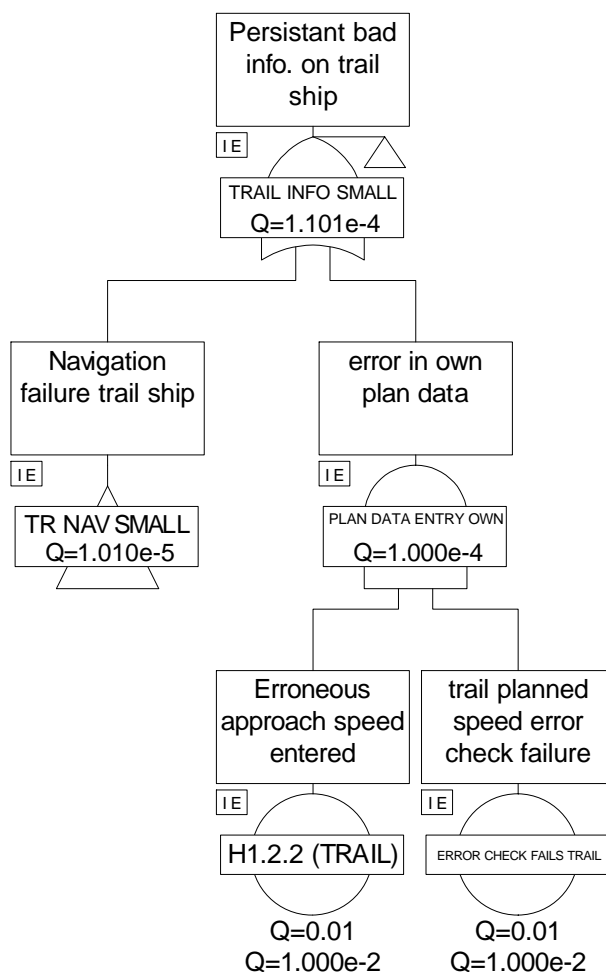 Persistant bad
info. on trail
ship
I E
TRAIL INFO SMALL
Q=1.101e-4
Navigation
failure trail ship
I E
TR NAV SMALL
Q=1.010e-5
error in own
plan data
I E
PLAN DATA ENTRY OWN
Q=1.000e-4
Erroneous
approach speed
entered
I E
H1.2.2 (TRAIL)
Q=0.01
Q=1.000e-2
trail planned
speed error
check failure
I E
ERROR CHECK FAILS TRAIL
Q=0.01
Q=1.000e-2